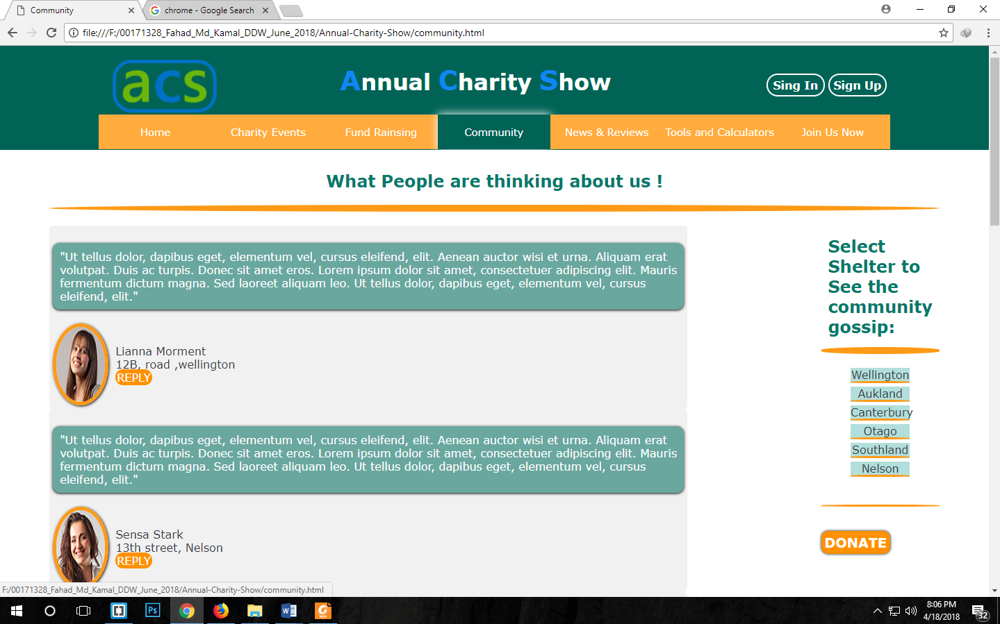 Community
chrome - Google Search
file:///F:/00171328_Fahad_Md_Kamal_DDW_June_2018/Annual-Charity-Show/community.html
acs
Annual Charity Show
Sing In
Sign Up
Home
Charity Events
Fund Rainsing
Community
News & Reviews
Tools and Calculators
Join Us Now
What People are thinking about us !
"Ut tellus dolor, dapibus eget, elementum vel, cursus eleifend, elit. Aenean auctor wisi et urna. Aliquam erat
volutpat. Duis ac turpis. Donec sit amet eros. Lorem ipsum dolor sit amet, consectetuer adipiscing elit. Mauris
fermentum dictum magna. Sed laoreet aliquam leo. Ut tellus dolor, dapibus eget, elementum vel, cursus
eleifend, elit."
Lianna Morment
12B, road ,wellington
REPLY
"Ut tellus dolor, dapibus eget, elementum vel, cursus eleifend, elit. Aenean auctor wisi et urna. Aliquam erat
volutpat. Duis ac turpis. Donec sit amet eros. Lorem ipsum dolor sit amet, consectetuer adipiscing elit. Mauris
fermentum dictum magna. Sed laoreet aliquam leo. Ut tellus dolor, dapibus eget, elementum vel, cursus
eleifend, elit."
Sensa Stark
13th street, Nelson
REPLY
Select
Shelter to
See the
community
gossip:
Wellington
Aukland
Canterbury
Otago
Southland
Nelson
DONATE
F:/00171328_Fahad_Md_Kamal_DDW_June_2018/Annual-Charity-Show/community.html
Ps
W
G
PDF
8:06 PM
4/18/2018
32